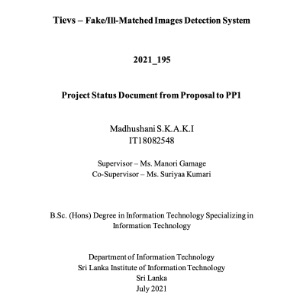 Tievs – Fake/Ill-Matched Images Detection System
2021_195
Project Status Document from Proposal to PP1
Madhushani S.K.A.K.I
IT18082548
Supervisor – Ms. Manori Gamage
Co-Supervisor – Ms. Suriyaa Kumari
B.Sc. (Hons) Degree in Information Technology Specializing in
Information Technology
Department of Information Technology
Sri Lanka Institute of Information Technology
Sri Lanka
July 2021